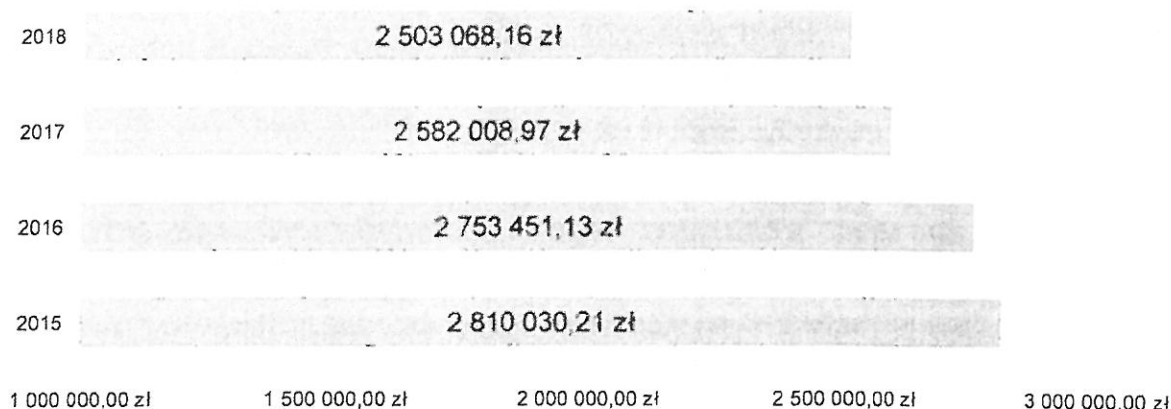 2018 2 503 068,16 zł
2017 2 582 008,97 zł
2016 2 753 451,13 zł
2015 2 810 030,21 zł
1 000 000,00 zł 1 500 000,00 zł 2 000 000,00 zł 2 500 000,00 zł 3 000 000,00 zł